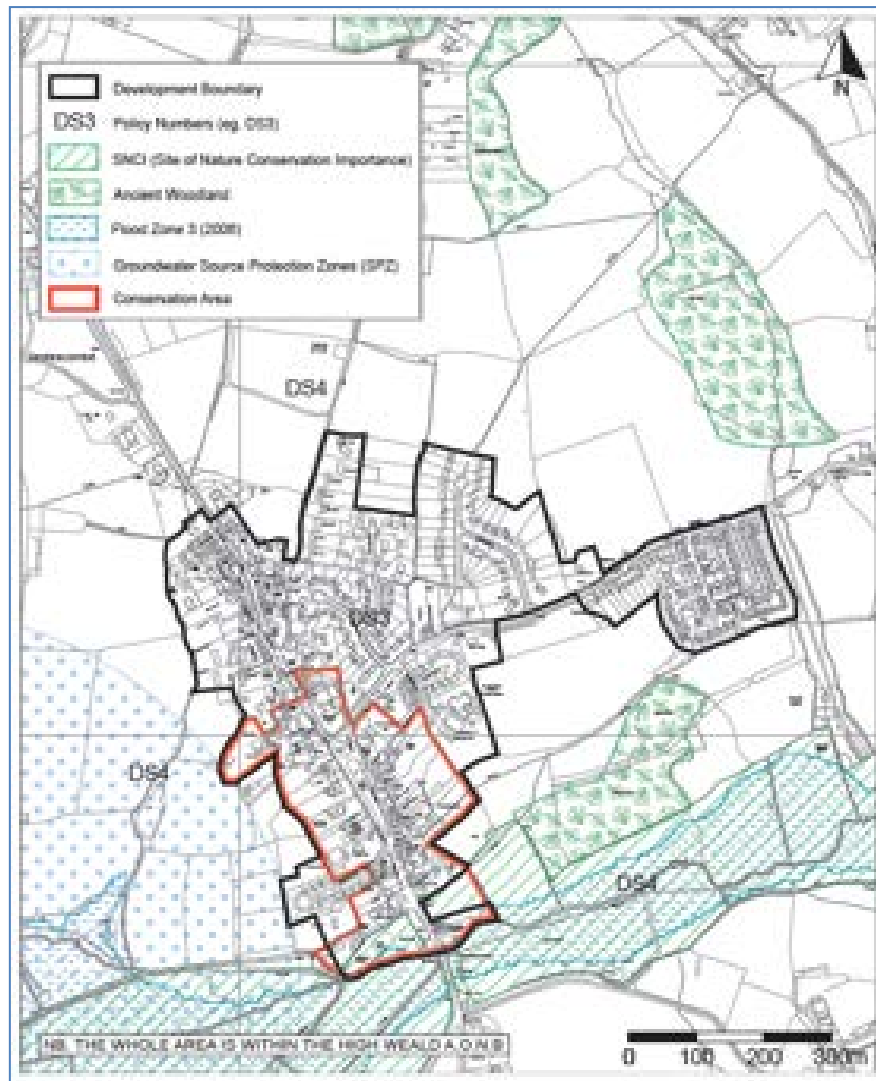 N
Development Boundary
DS3 Policy Numbers (eg. DS3)
SNCI (Site of Nature Conservation Importance)
Ancient Woodland
Flood Zone 3 (2008)
Groundwater Source Protection Zones (SPZ)
Conservation Area
DS4
DS3
DS4
DS4
NB. THE WHOLE AREA IS WITHIN THE HIGH WEALD A.O.N.B
0 100 200 300m